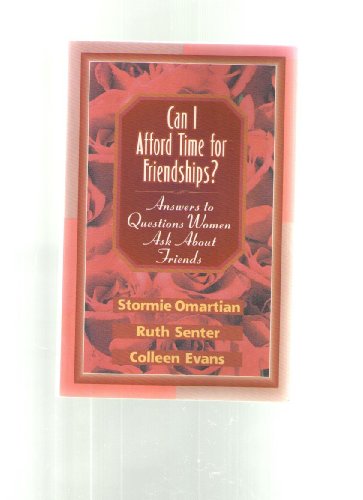 Can I
Afford Time for
Friendships?
Answers to
Questions Women
Ask About
Friends
Stormie Omartian
Ruth Senter
Colleen Evans